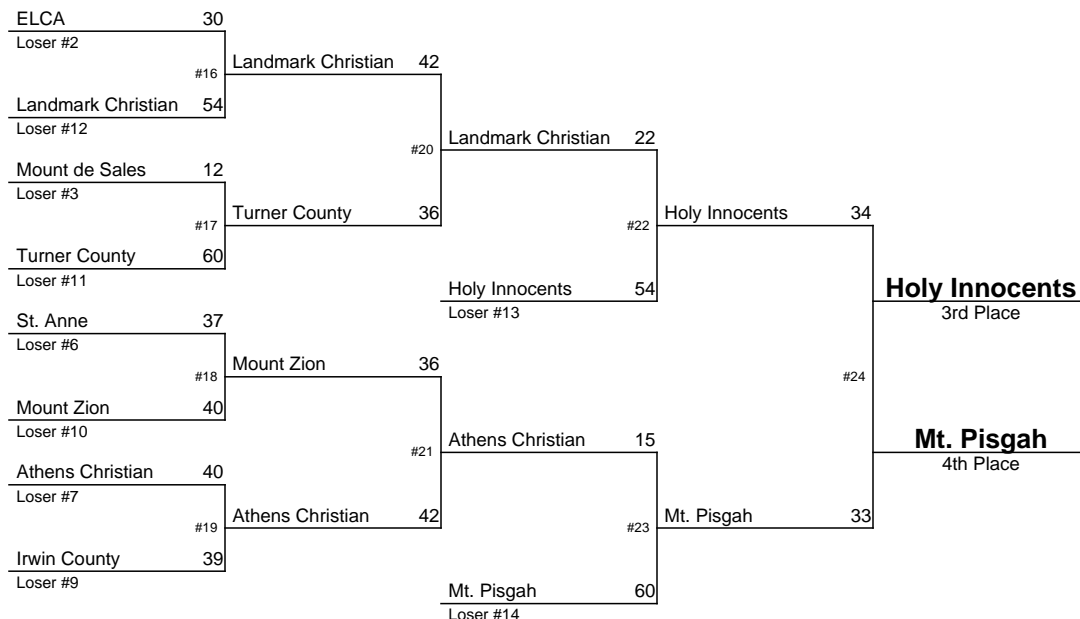 ELCA 30
Loser #2
#16
Landmark Christian 54
Loser #12
Landmark Christian 42
Mount de Sales 12
Loser #3
#17
Turner County 60
Loser #11
Turner County 36
#20
Landmark Christian 22
#22
Holy Innocents 54
Loser #13
Holy Innocents 34
St. Anne 37
Loser #6
#18
Mount Zion 40
Loser #10
Mount Zion 36
Athens Christian 40
Loser #7
#19
Irwin County 39
Loser #9
Athens Christian 42
#21
Athens Christian 15
#23
Mt. Pisgah 60
Loser #14
Mt. Pisgah 33
#24
Holy Innocents
3rd Place
Mt. Pisgah
4th Place